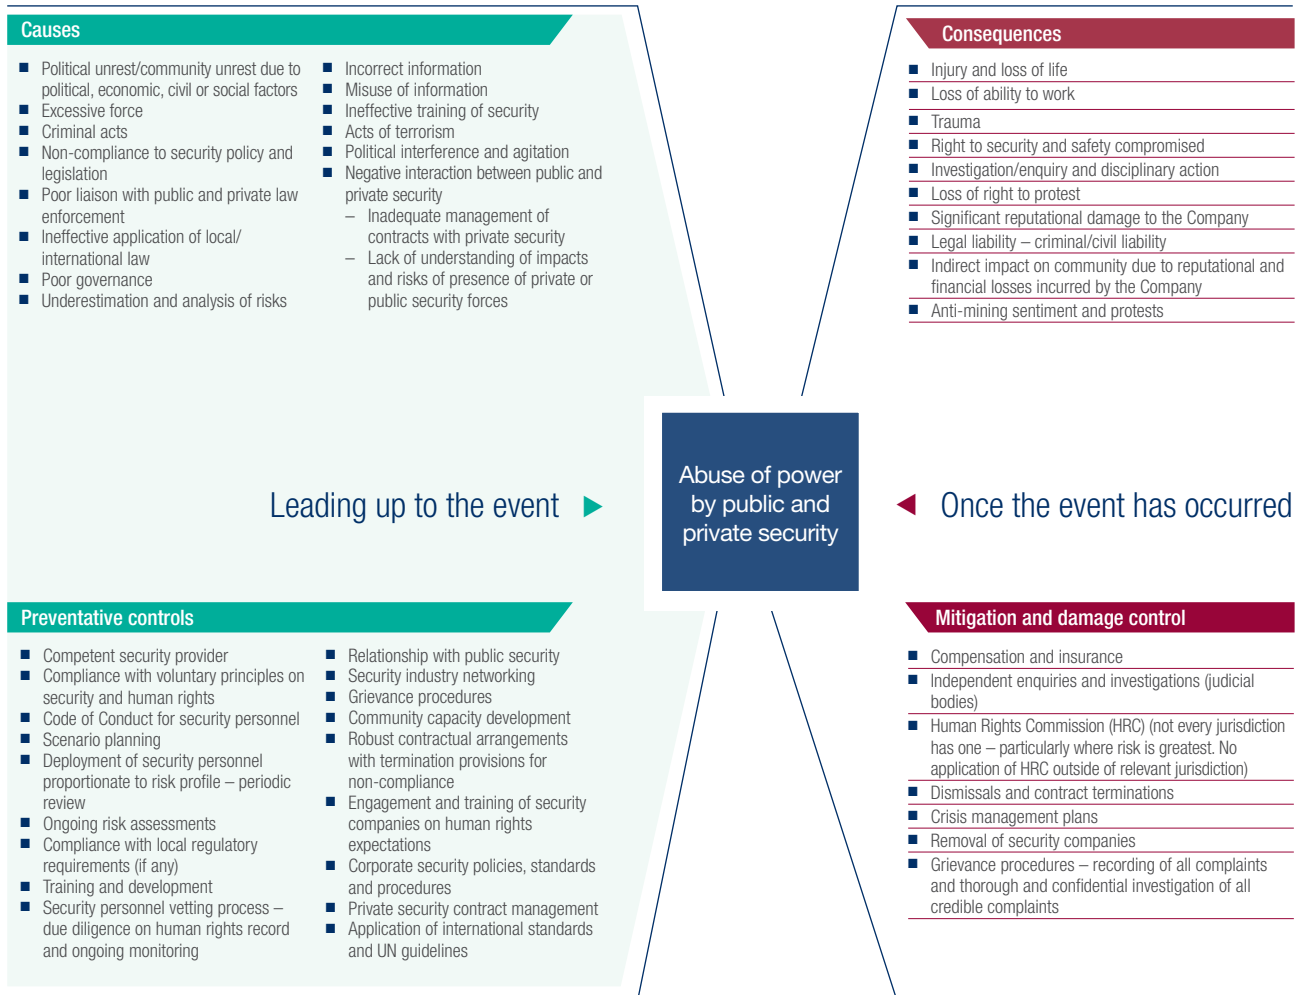 Causes
■ Political unrest/community unrest due to
political, economic, civil or social factors
■ Excessive force
■ Criminal acts
■ Non-compliance to security policy and
legislation
■ Poor liaison with public and private law
enforcement
■ Ineffective application of local/
international law
■ Poor governance
■ Underestimation and analysis of risks
■ Incorrect information
■ Misuse of information
■ Ineffective training of security
■ Acts of terrorism
■ Political interference and agitation
■ Negative interaction between public and
private security
– Inadequate management of
contracts with private security
– Lack of understanding of impacts
and risks of presence of private or
public security forces
Consequences
■ Injury and loss of life
■ Loss of ability to work
■ Trauma
■ Right to security and safety compromised
■ Investigation/enquiry and disciplinary action
■ Loss of right to protest
■ Significant reputational damage to the Company
■ Legal liability – criminal/civil liability
■ Indirect impact on community due to reputational and
financial losses incurred by the Company
■ Anti-mining sentiment and protests
Leading up to the event
Abuse of power
by public and
private security
Once the event has occurred
Preventative controls
■ Competent security provider
■ Compliance with voluntary principles on
security and human rights
■ Code of Conduct for security personnel
■ Scenario planning
■ Deployment of security personnel
proportionate to risk profile – periodic
review
■ Ongoing risk assessments
■ Compliance with local regulatory
requirements (if any)
■ Training and development
■ Security personnel vetting process –
due diligence on human rights record
and ongoing monitoring
■ Relationship with public security
■ Security industry networking
■ Grievance procedures
■ Community capacity development
■ Robust contractual arrangements
with termination provisions for
non-compliance
■ Engagement and training of security
companies on human rights
expectations
■ Corporate security policies, standards
and procedures
■ Private security contract management
■ Application of international standards
and UN guidelines
Mitigation and damage control
■ Compensation and insurance
■ Independent enquiries and investigations (judicial
bodies)
■ Human Rights Commission (HRC) (not every jurisdiction
has one – particularly where risk is greatest. No
application of HRC outside of relevant jurisdiction)
■ Dismissals and contract terminations
■ Crisis management plans
■ Removal of security companies
■ Grievance procedures – recording of all complaints
and thorough and confidential investigation of all
credible complaints